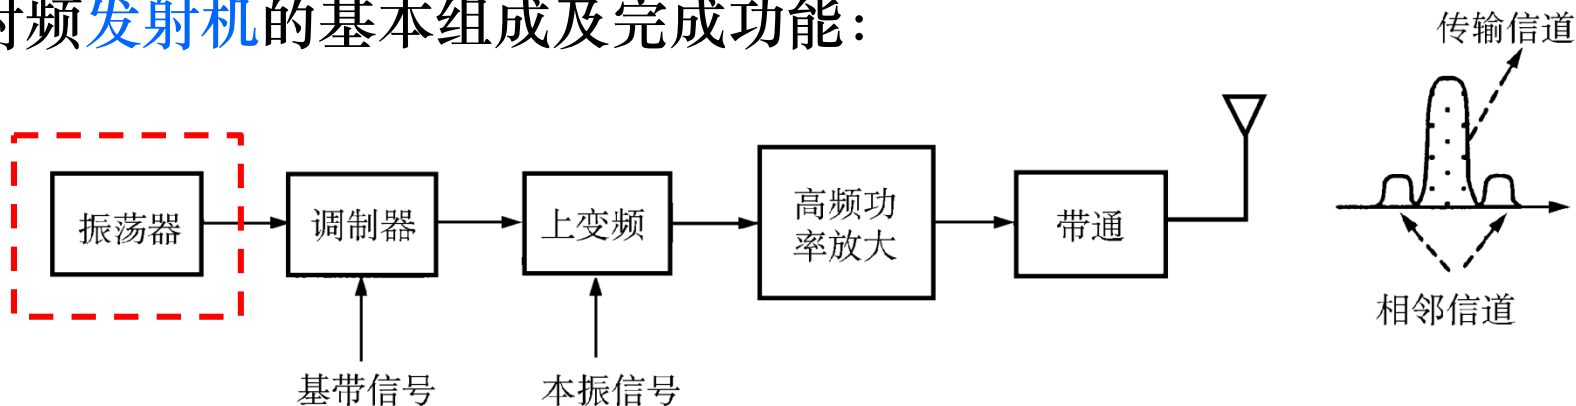 射频发射机的基本组成及完成功能：
传输信道
振荡器
调制器
上变频
高频功
率放大
带通
相邻信道
基带信号
本振信号